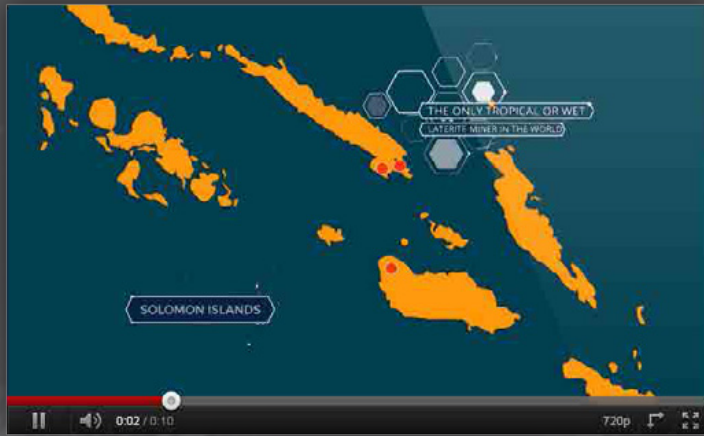 THE ONLY TROPICAL OR WET
LATERITE MINER IN THE WORLD
SOLOMON ISLANDS
0:02 / 0:10
720p